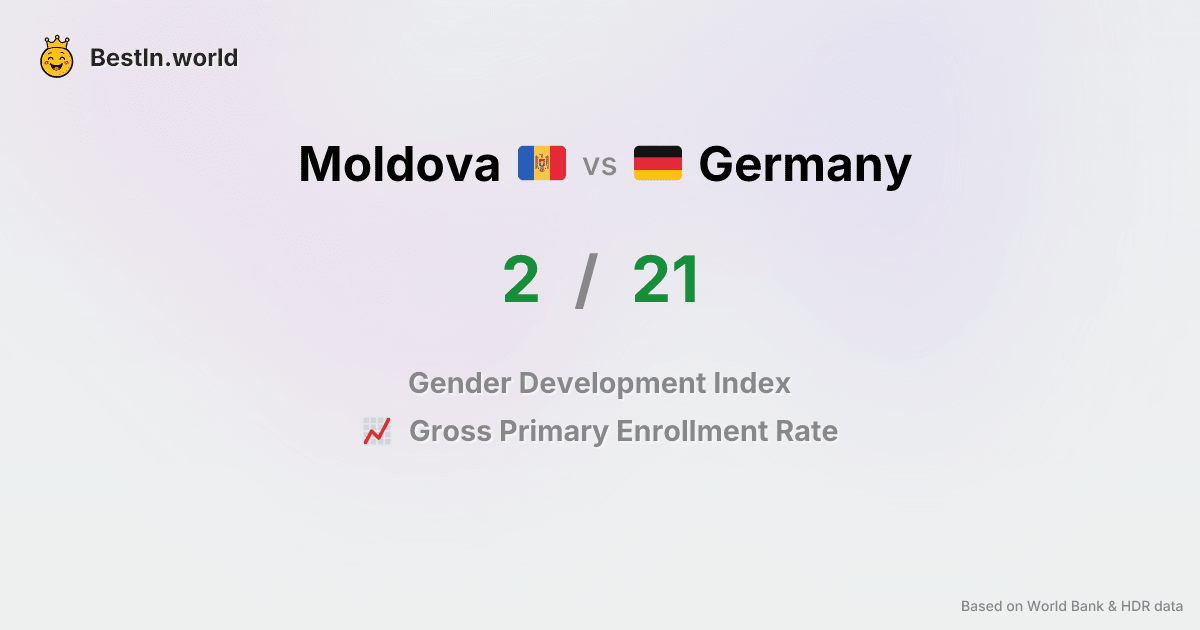 BestIn.world
Moldova vs Germany
2 / 21
Gender Development Index
Gross Primary Enrollment Rate
Based on World Bank & HDR data